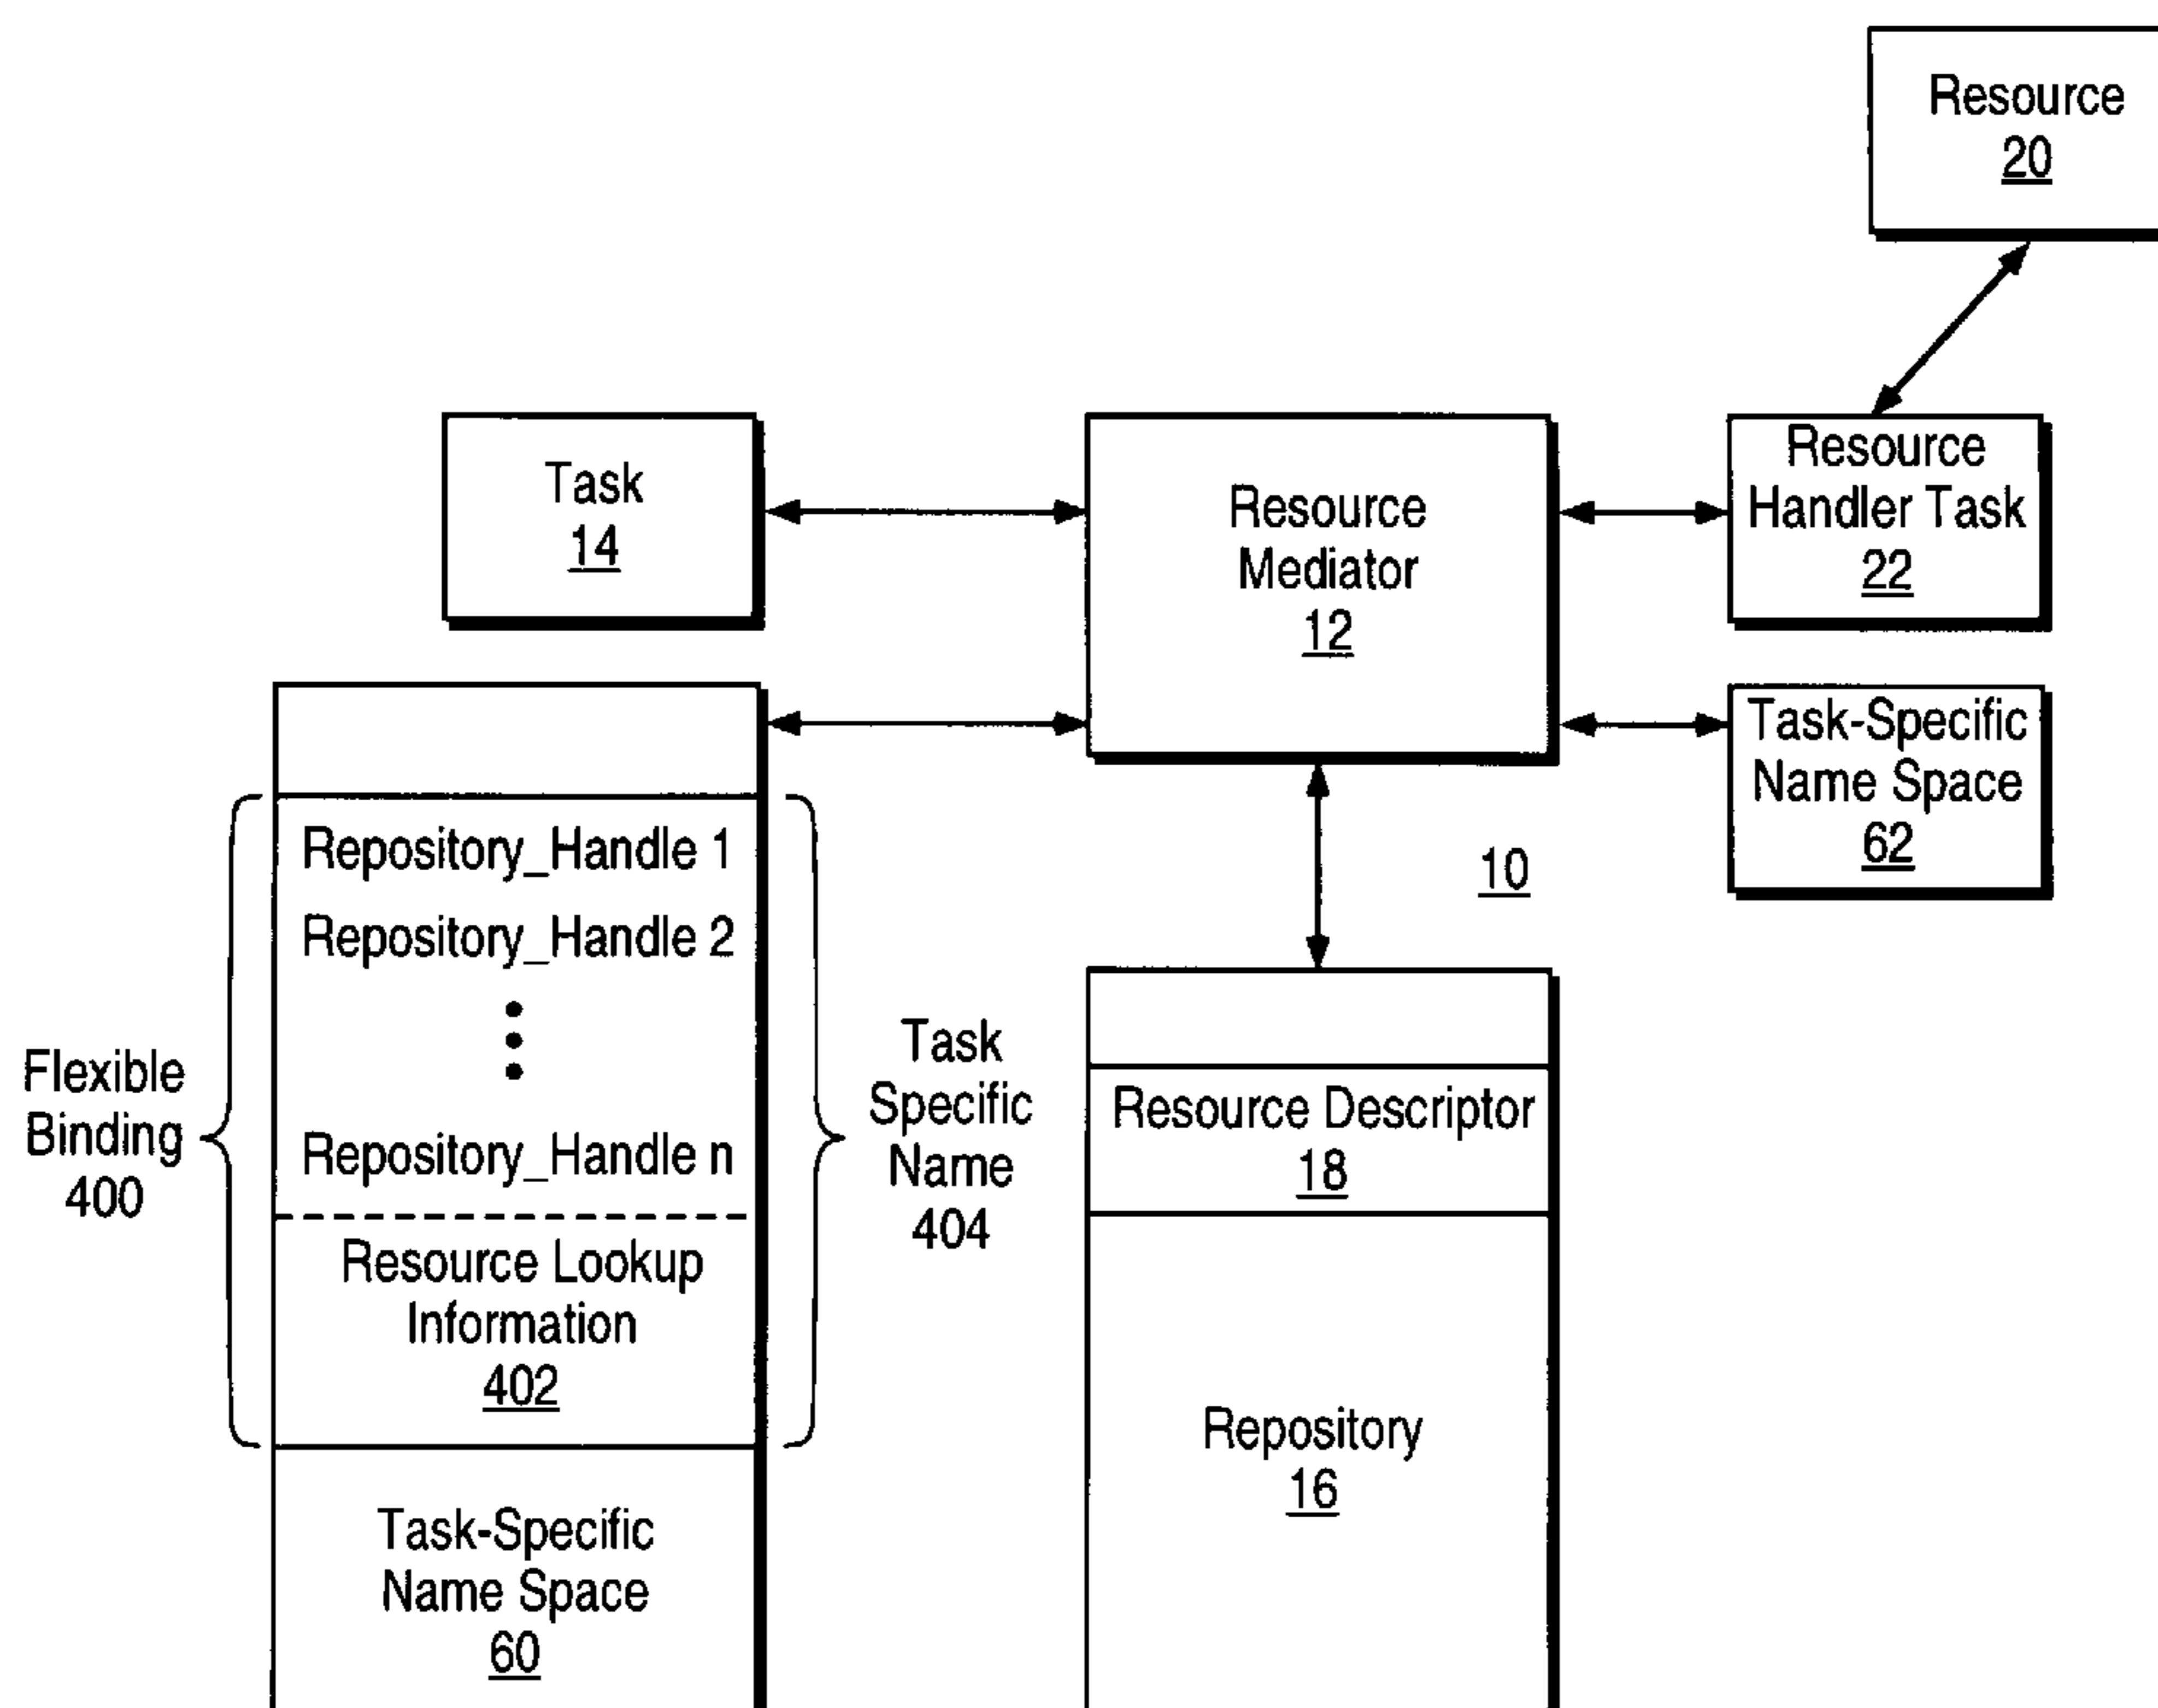 Resource
20
Task
14
Resource
Mediator
12
Resource
Handler Task
22
Task-Specific
Name Space
62
10
Flexible
Binding
400
Repository_Handle 1
Repository_Handle 2
Repository_Handle n
Resource Lookup
Information
402
Task
Specific
Name
404
Task-Specific
Name Space
60
Resource Descriptor
18
Repository
16